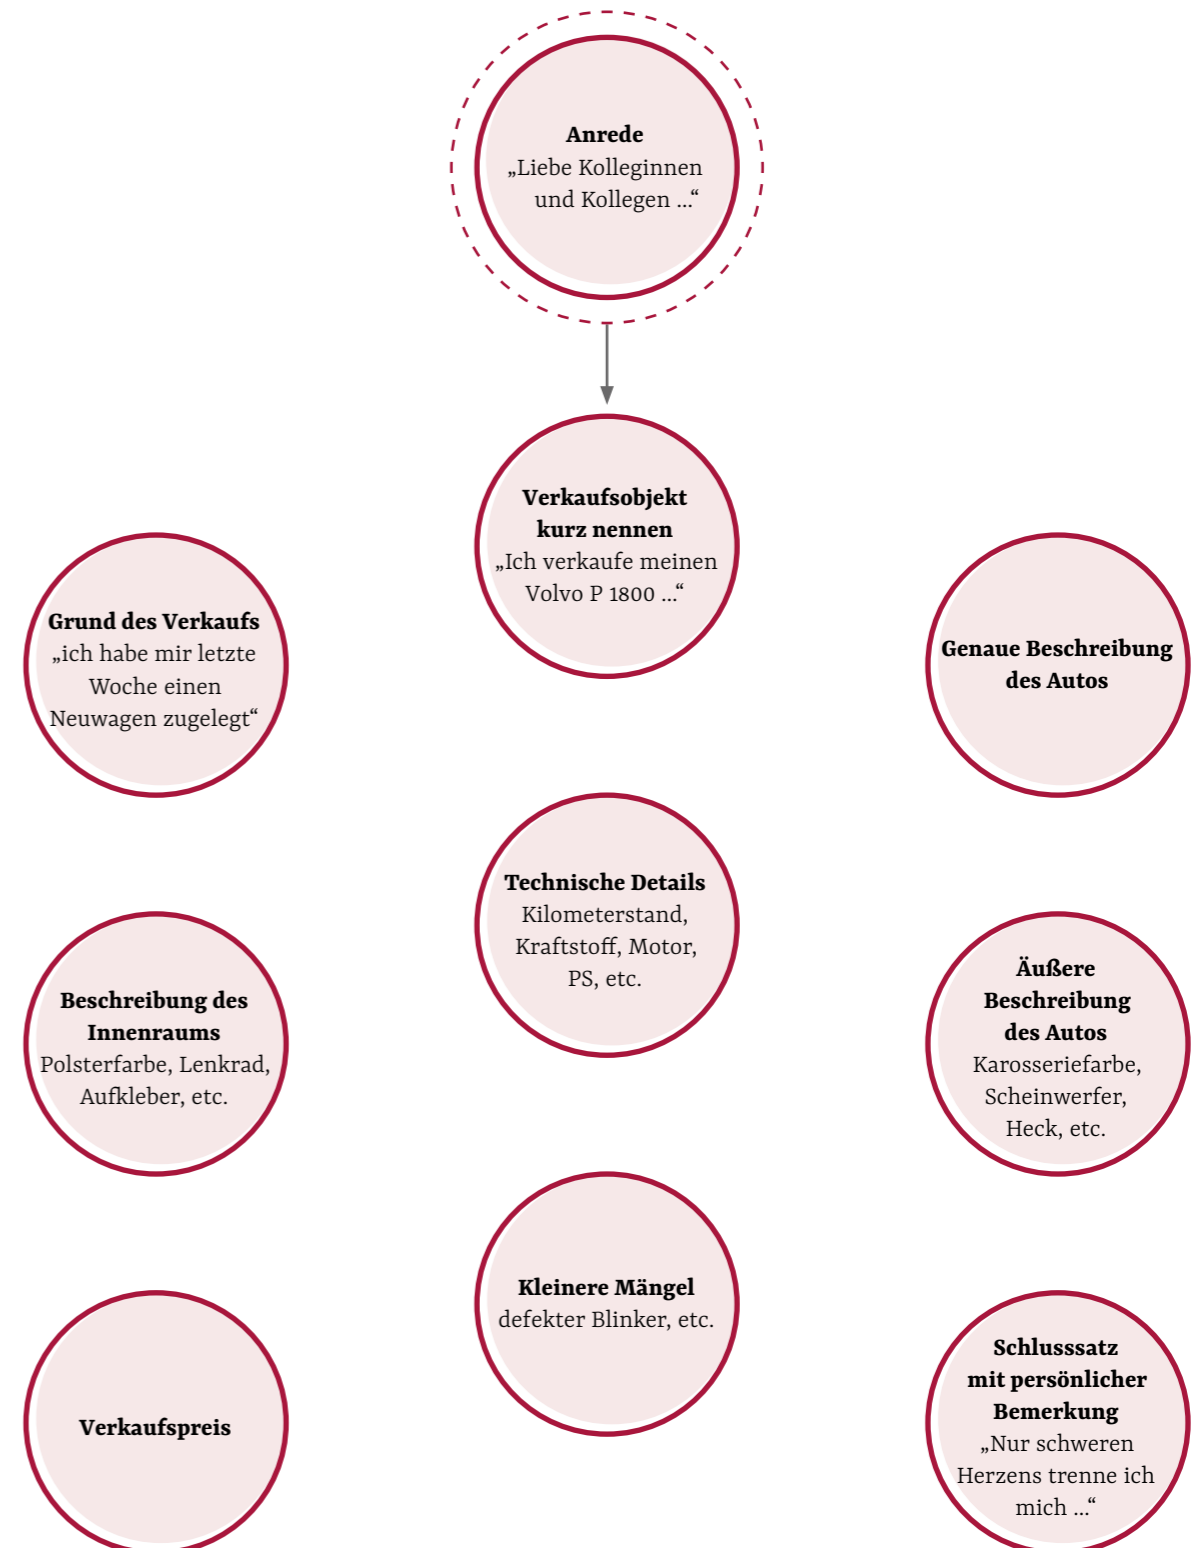 Anrede
„Liebe Kolleginnen
und Kollegen ...“
Verkaufsobjekt
kurz nennen
„Ich verkaufe meinen
Volvo P 1800 ...“
Grund des Verkaufs
„ich habe mir letzte
Woche einen
Neuwagen zugelegt“
Genaue Beschreibung
des Autos
Technische Details
Kilometerstand,
Kraftstoff, Motor,
PS, etc.
Beschreibung des
Innenraums
Polsterfarbe, Lenkrad,
Aufkleber, etc.
Äußere
Beschreibung
des Autos
Karosseriefarbe,
Scheinwerfer,
Heck, etc.
Kleinere Mängel
defekter Blinker, etc.
Verkaufspreis
Schlusssatz
mit persönlicher
Bemerkung
„Nur schweren
Herzens trenne ich
mich ...“